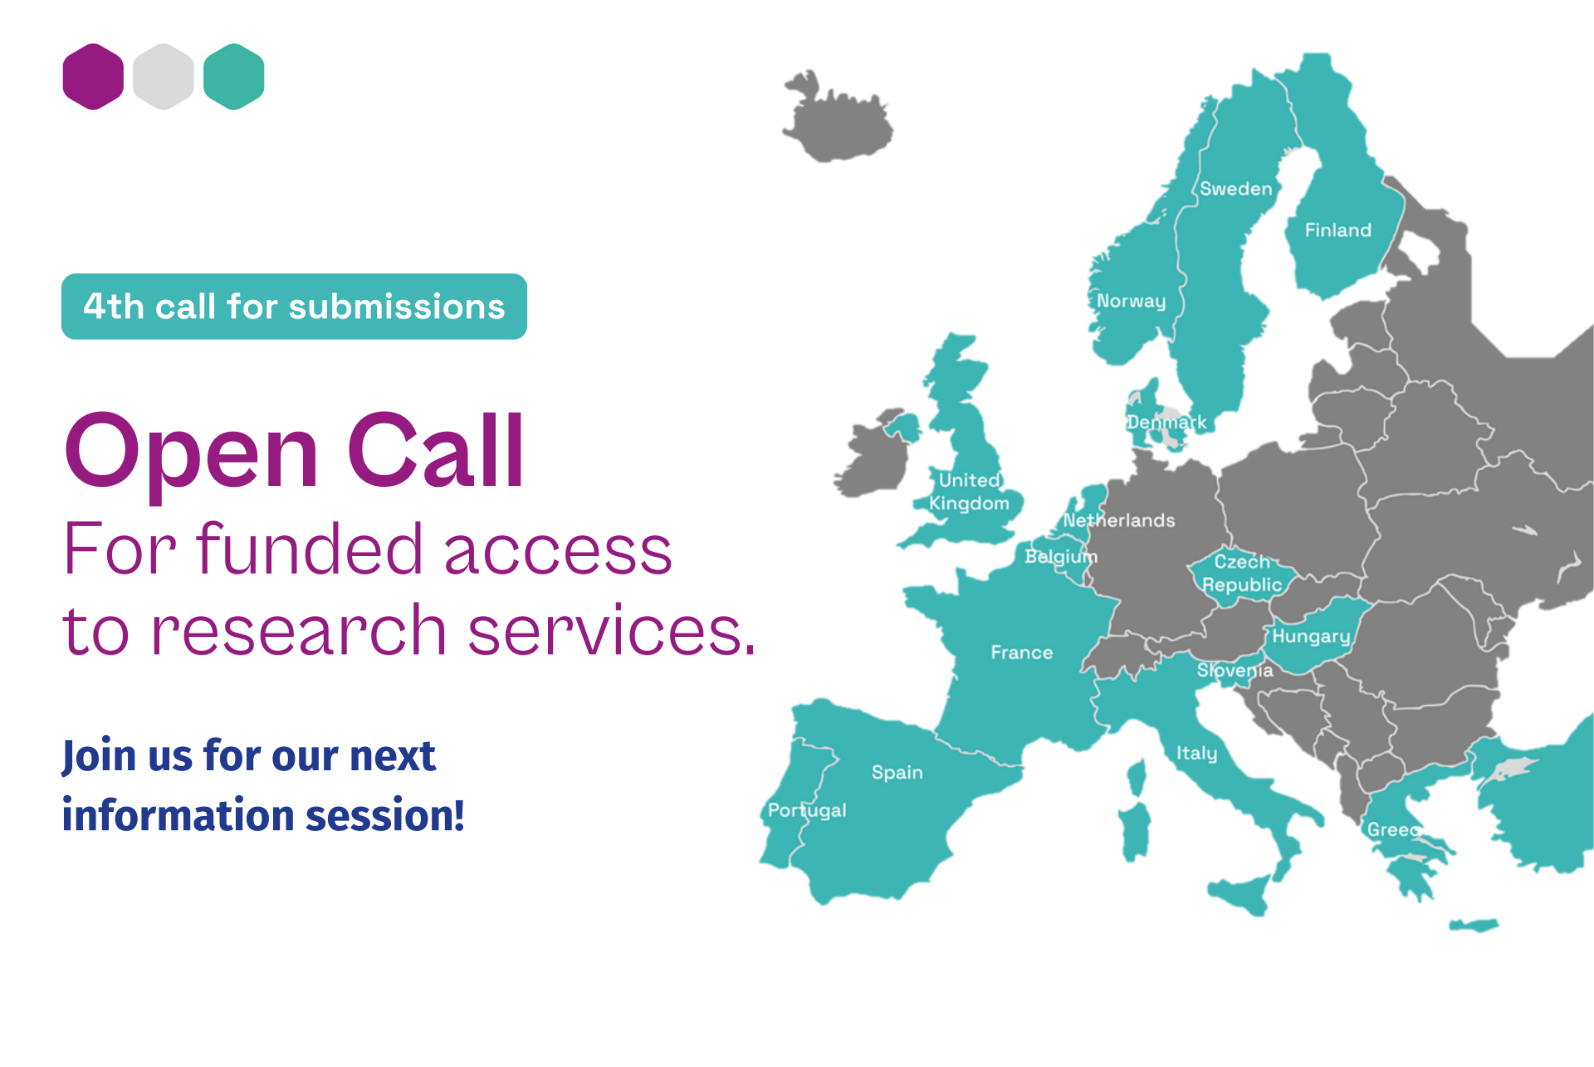 4th call for submissions
Open Call
For funded access
to research services.
Join us for our next
information session!
Sweden
Finland
Norway
Denmark
United
Kingdom
Netherlands
Belgium
Czech
Republic
Hungary
France
Slovenia
Italy
Spain
Portugal
Greec